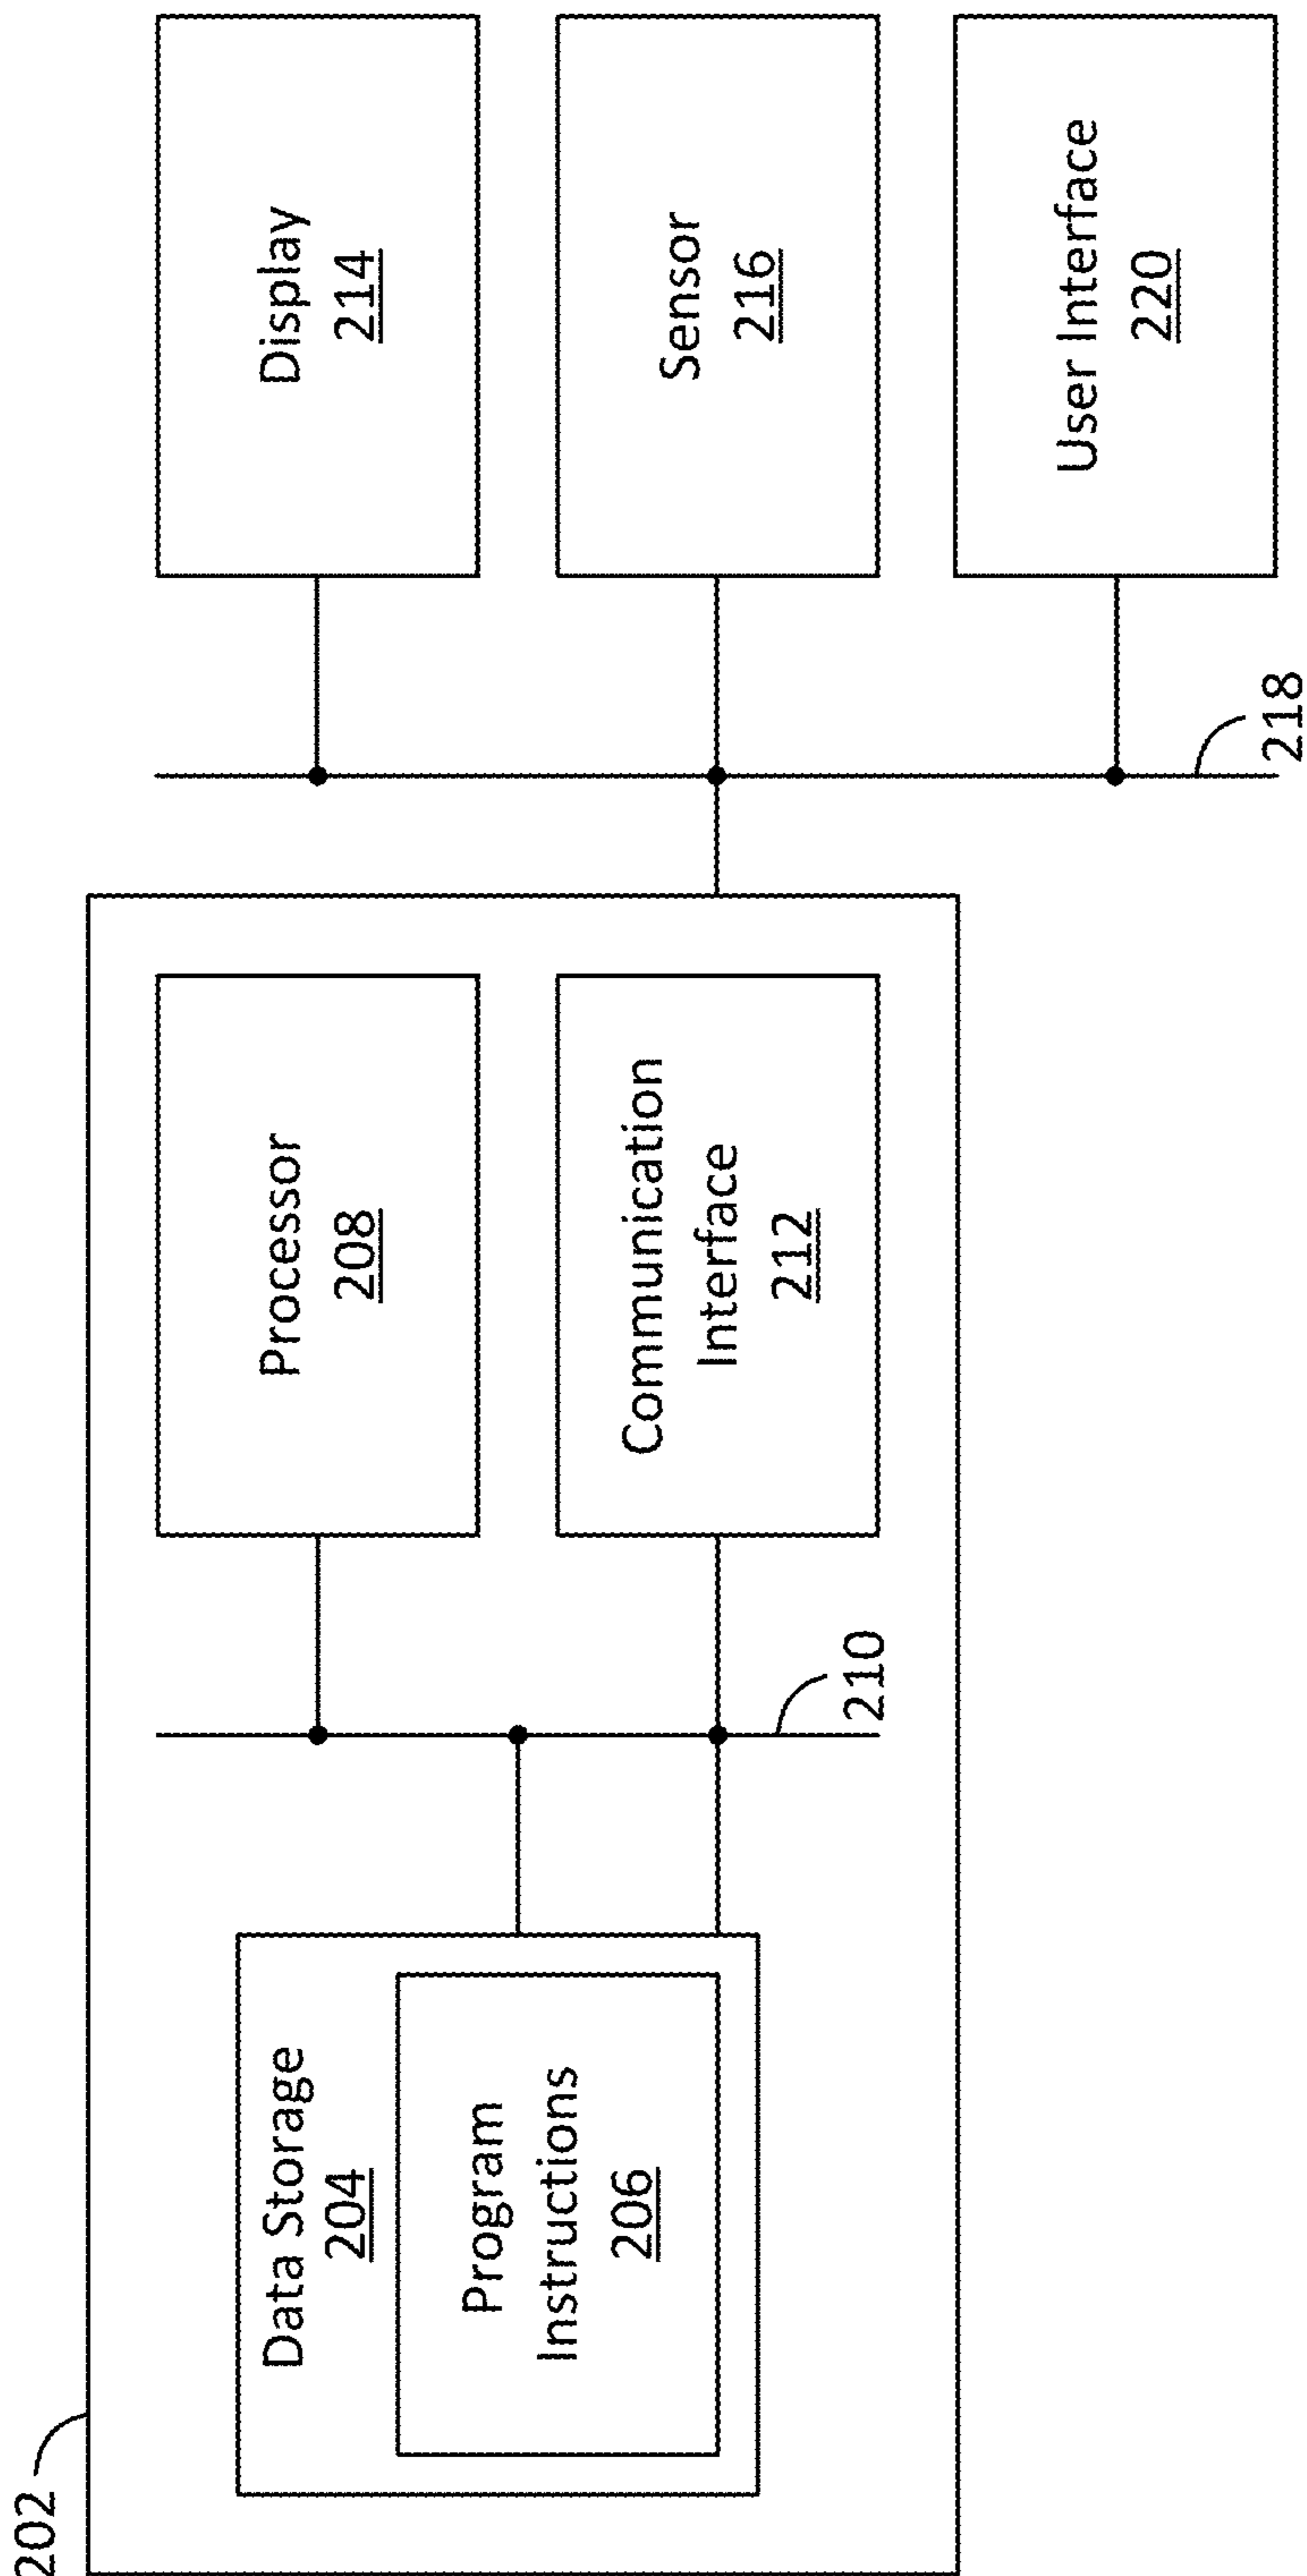 202
Data Storage
204
Program
Instructions
206
210
Processor
208
Communication
Interface
212
218
Display
214
Sensor
216
User Interface
220